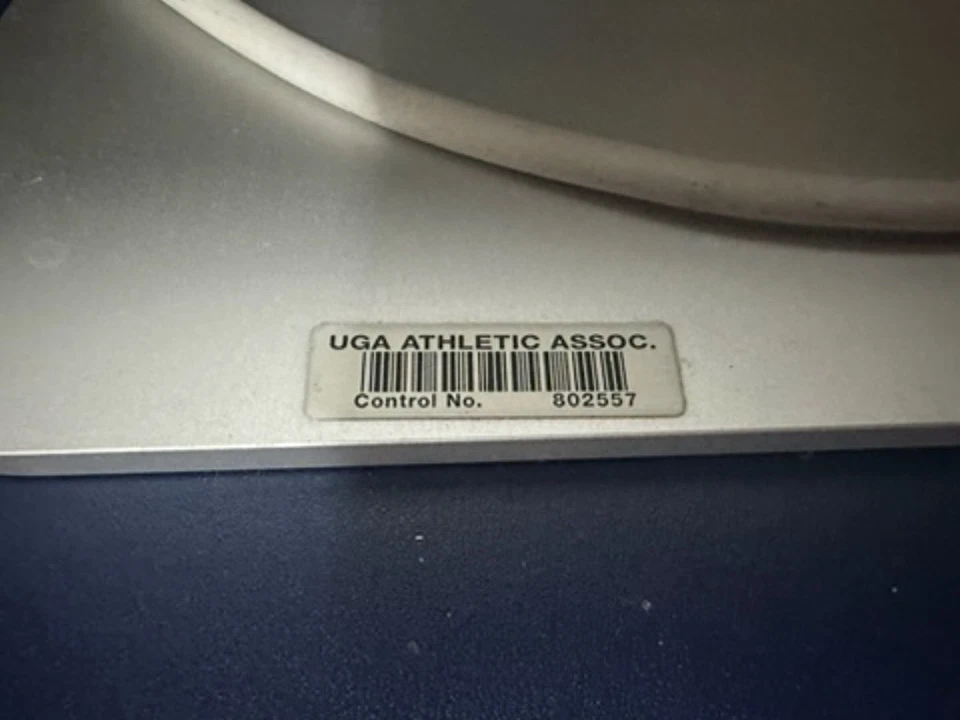 UGA ATHLETIC ASSOC.
Control No. 802557